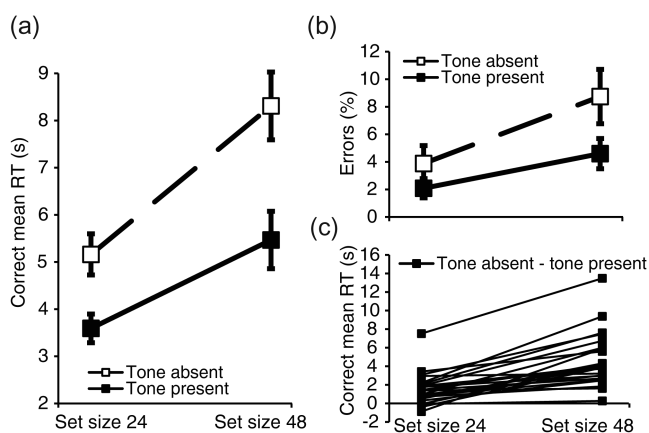 (a)
Correct mean RT (s)
9
8
7
6
5
4
3
2
Tone absent
Tone present
Set size 24 Set size 48
(b)
Errors (%)
12
10
8
6
4
2
0
Tone absent
Tone present
(c)
Correct mean RT (s)
16
14
12
10
8
6
4
2
0
-2
Tone absent - tone present
Set size 24 Set size 48